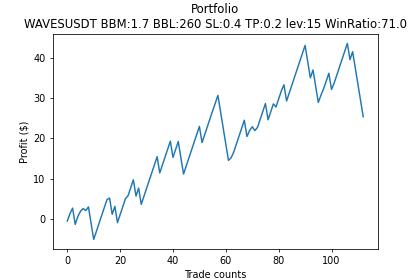 Portfolio
WAVESUSDT BBM:1.7 BBL:260 SL:0.4 TP:0.2 lev:15 WinRatio:71.0
Profit ($)
40
30
20
10
0
0 20 40 60 80 100
Trade counts